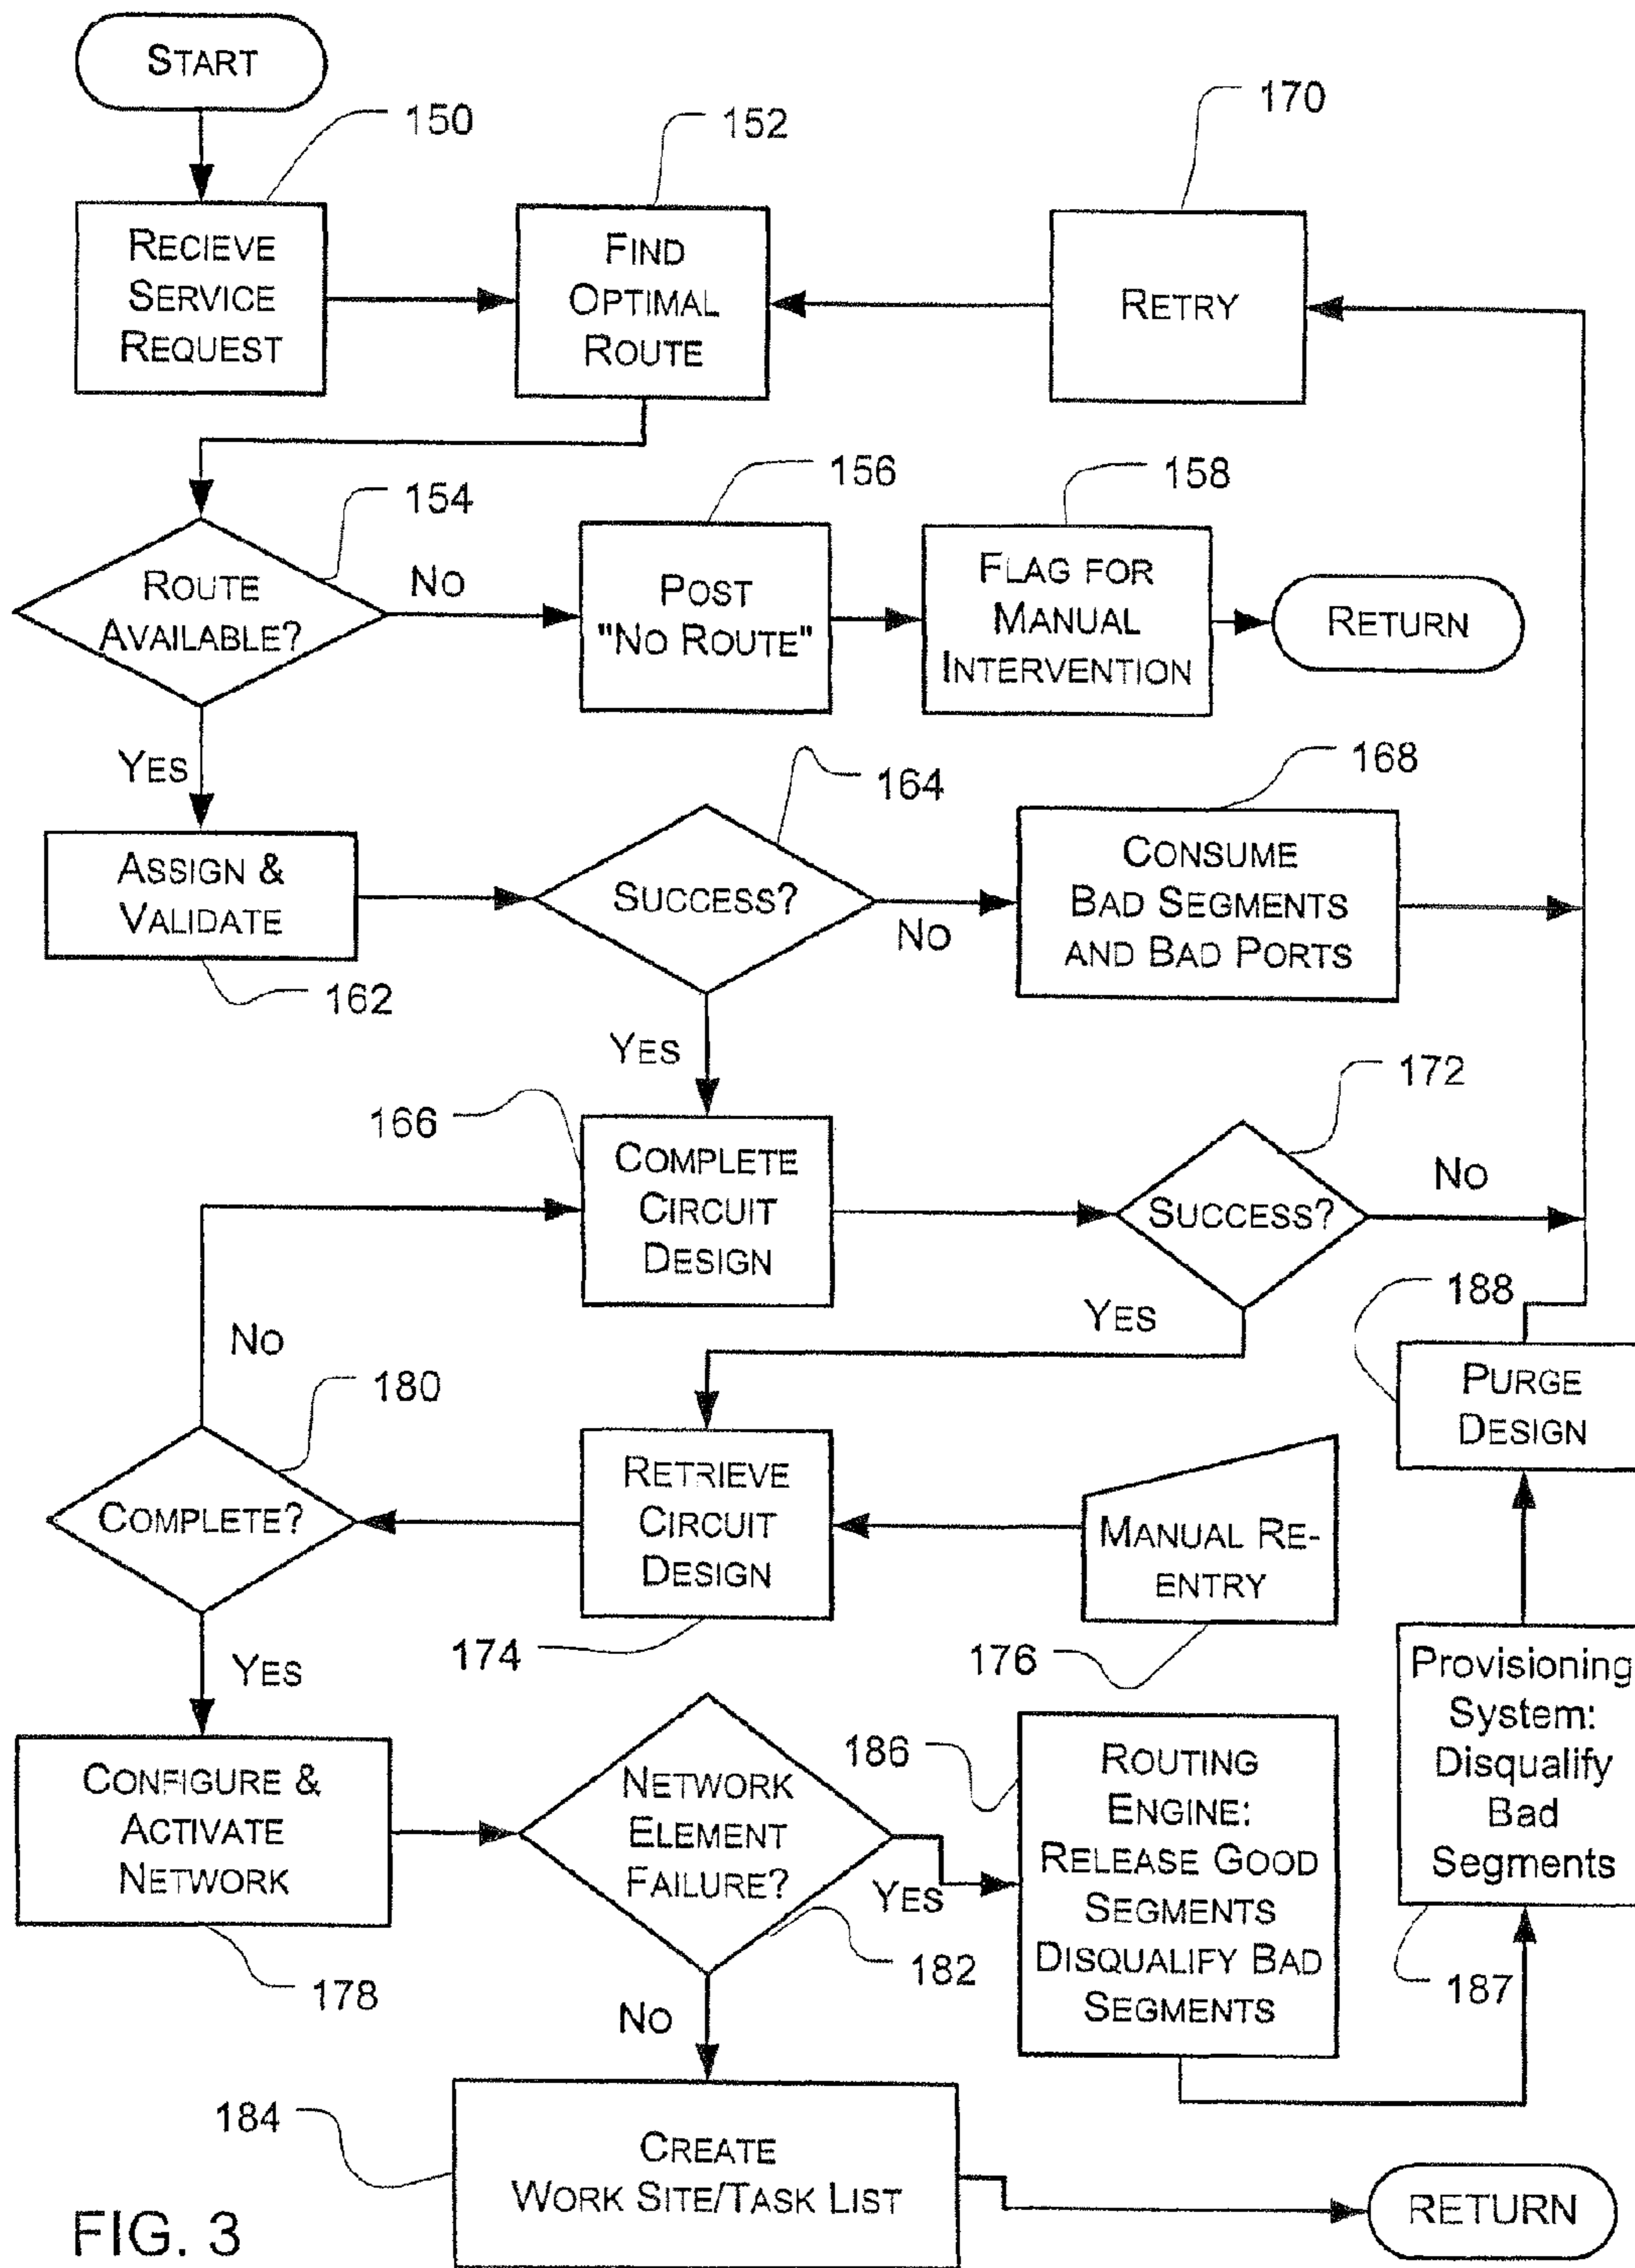 START
150
152
170
RECIEVE
SERVICE
REQUEST
FIND
OPTIMAL
ROUTE
RETRY
154
156
158
ROUTE
AVAILABLE?
NO
POST
"NO ROUTE"
FLAG FOR
MANUAL
INTERVENTION
RETURN
YES
164
168
ASSIGN &
VALIDATE
162
SUCCESS?
NO
CONSUME
BAD SEGMENTS
AND BAD PORTS
YES
166
172
COMPLETE
CIRCUIT
DESIGN
SUCCESS?
NO
YES
188
PURGE
DESIGN
NO
180
COMPLETE?
RETRIEVE
CIRCUIT
DESIGN
174
MANUAL RE-
ENTRY
176
YES
Provisioning
System:
Disqualify
Bad
Segments
187
CONFIGURE &
ACTIVATE
NETWORK
178
NETWORK
ELEMENT
FAILURE?
182
YES
186
ROUTING
ENGINE:
RELEASE GOOD
SEGMENTS
DISQUALIFY BAD
SEGMENTS
NO
184
CREATE
WORK SITE/TASK LIST
RETURN
FIG. 3